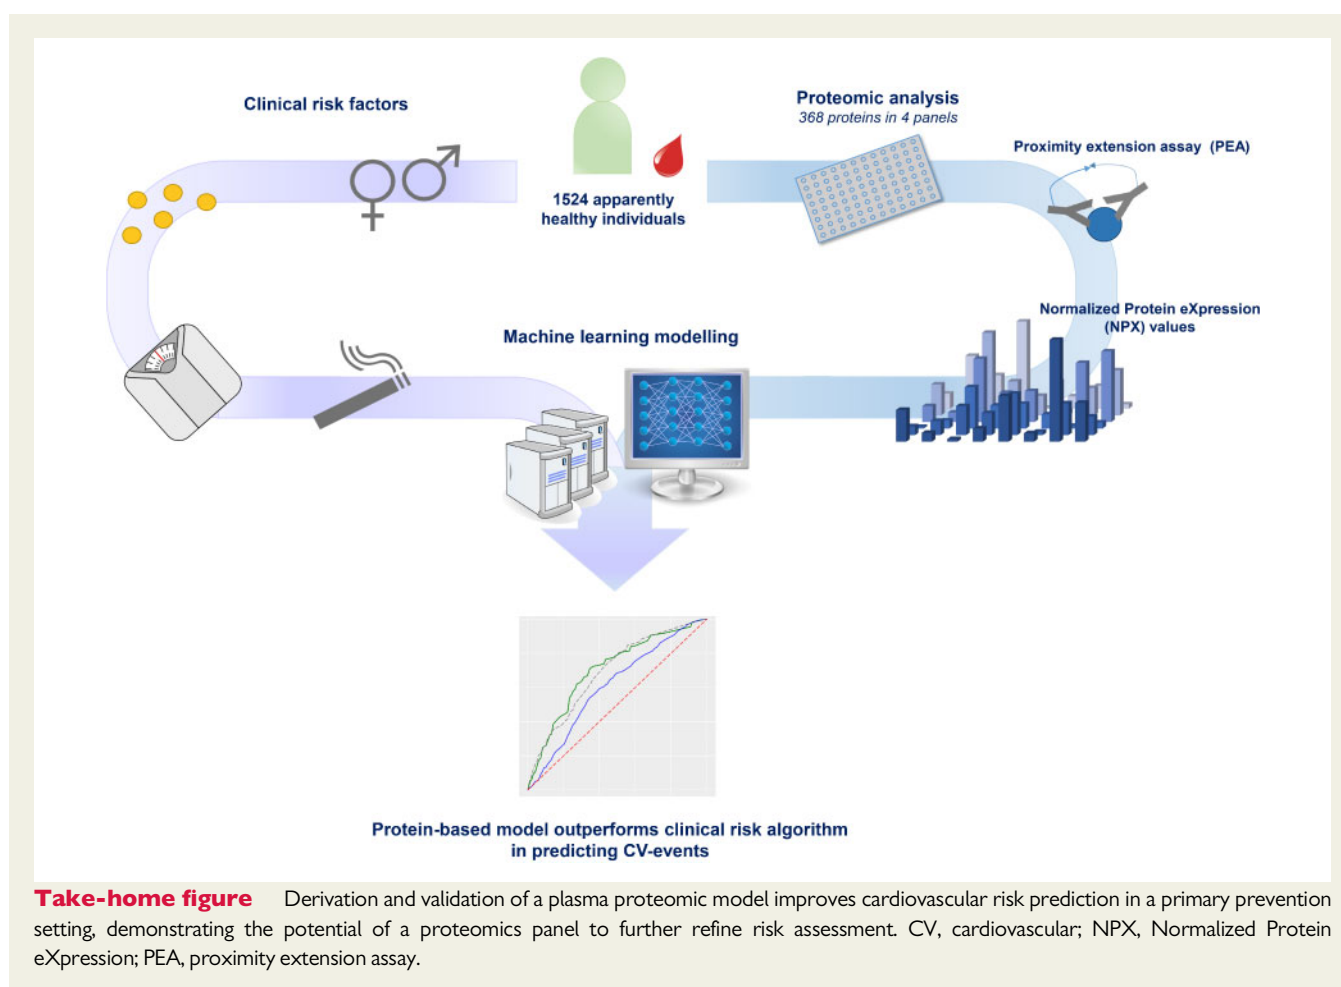 Clinical risk factors
1524 apparently
healthy individuals
Proteomic analysis
368 proteins in 4 panels
Proximity extension assay (PEA)
Normalized Protein eXpression
(NPX) values
Machine learning modelling
Protein-based model outperforms clinical risk algorithm
in predicting CV-events
Take-home figure Derivation and validation of a plasma proteomic model improves cardiovascular risk prediction in a primary prevention
setting, demonstrating the potential of a proteomics panel to further refine risk assessment. CV, cardiovascular; NPX, Normalized Protein
eXpression; PEA, proximity extension assay.